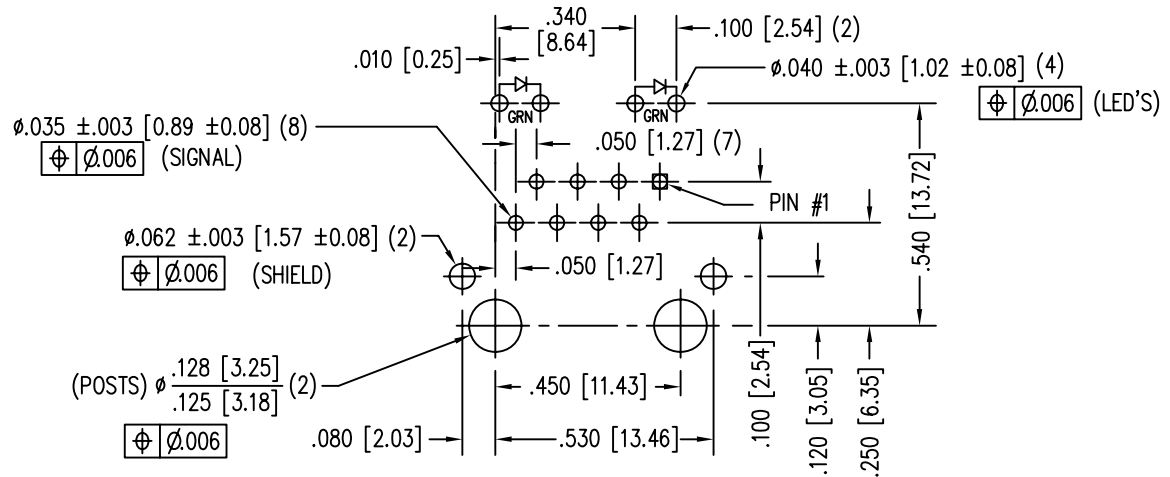 .340
[8.64]
.100 [2.54] (2)
.010 [0.25]
ø.040 ±.003 [1.02 ±0.08] (4)
⌖ Ø.006 (LED'S)
GRN
GRN
ø.035 ±.003 [0.89 ±0.08] (8)
⌖ Ø.006 (SIGNAL)
.050 [1.27] (7)
PIN #1
.540 [13.72]
ø.062 ±.003 [1.57 ±0.08] (2)
⌖ Ø.006 (SHIELD)
.050 [1.27]
(POSTS) ø .128 [3.25]
.125 [3.18] (2)
⌖ Ø.006
.450 [11.43]
.080 [2.03]
.530 [13.46]
.100 [2.54]
.120 [3.05]
.250 [6.35]